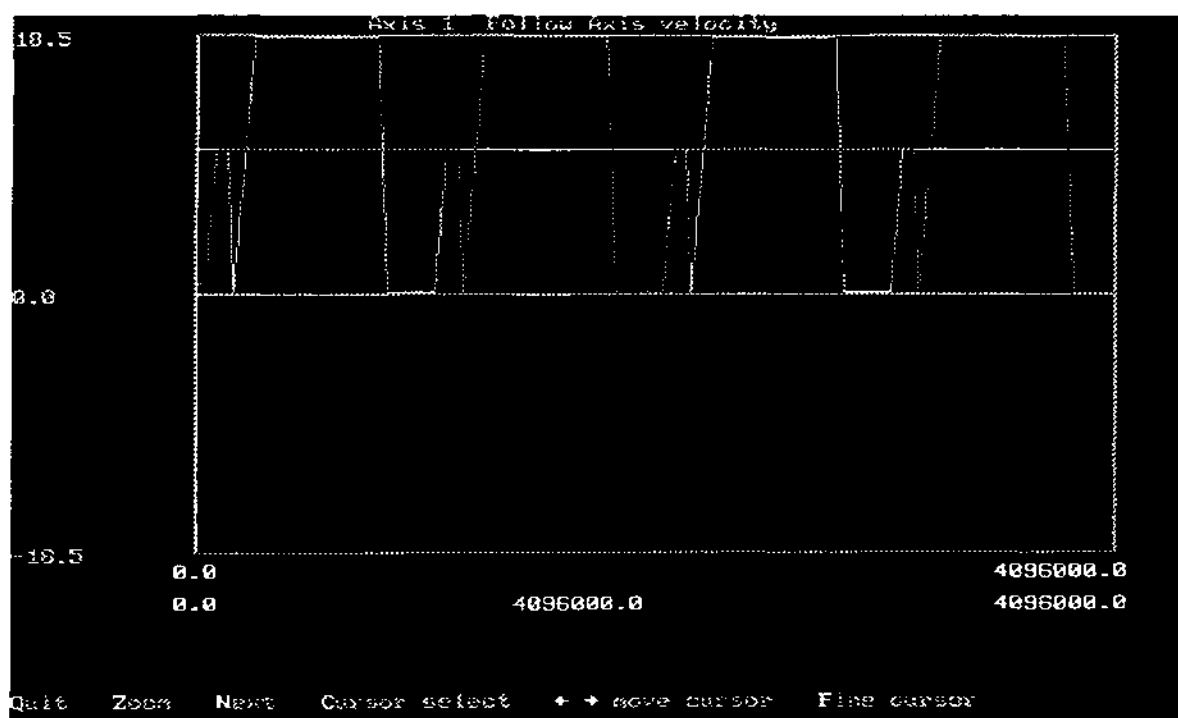 Axis 1 Follow Axis velocity
18.5
0.0
-18.5
0.0 4096000.0
0.0 4096000.0 4096000.0
Quit Zoom Next Cursor select ← → move cursor Fine cursor